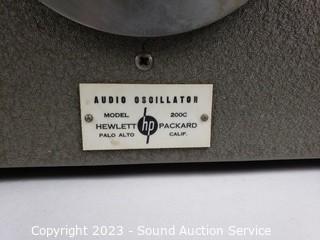 AUDIO OSCILLATOR
MODEL hp 200C
HEWLETT PACKARD
PALO ALTO CALIF.
Copyright 2023 - Sound Auction Service